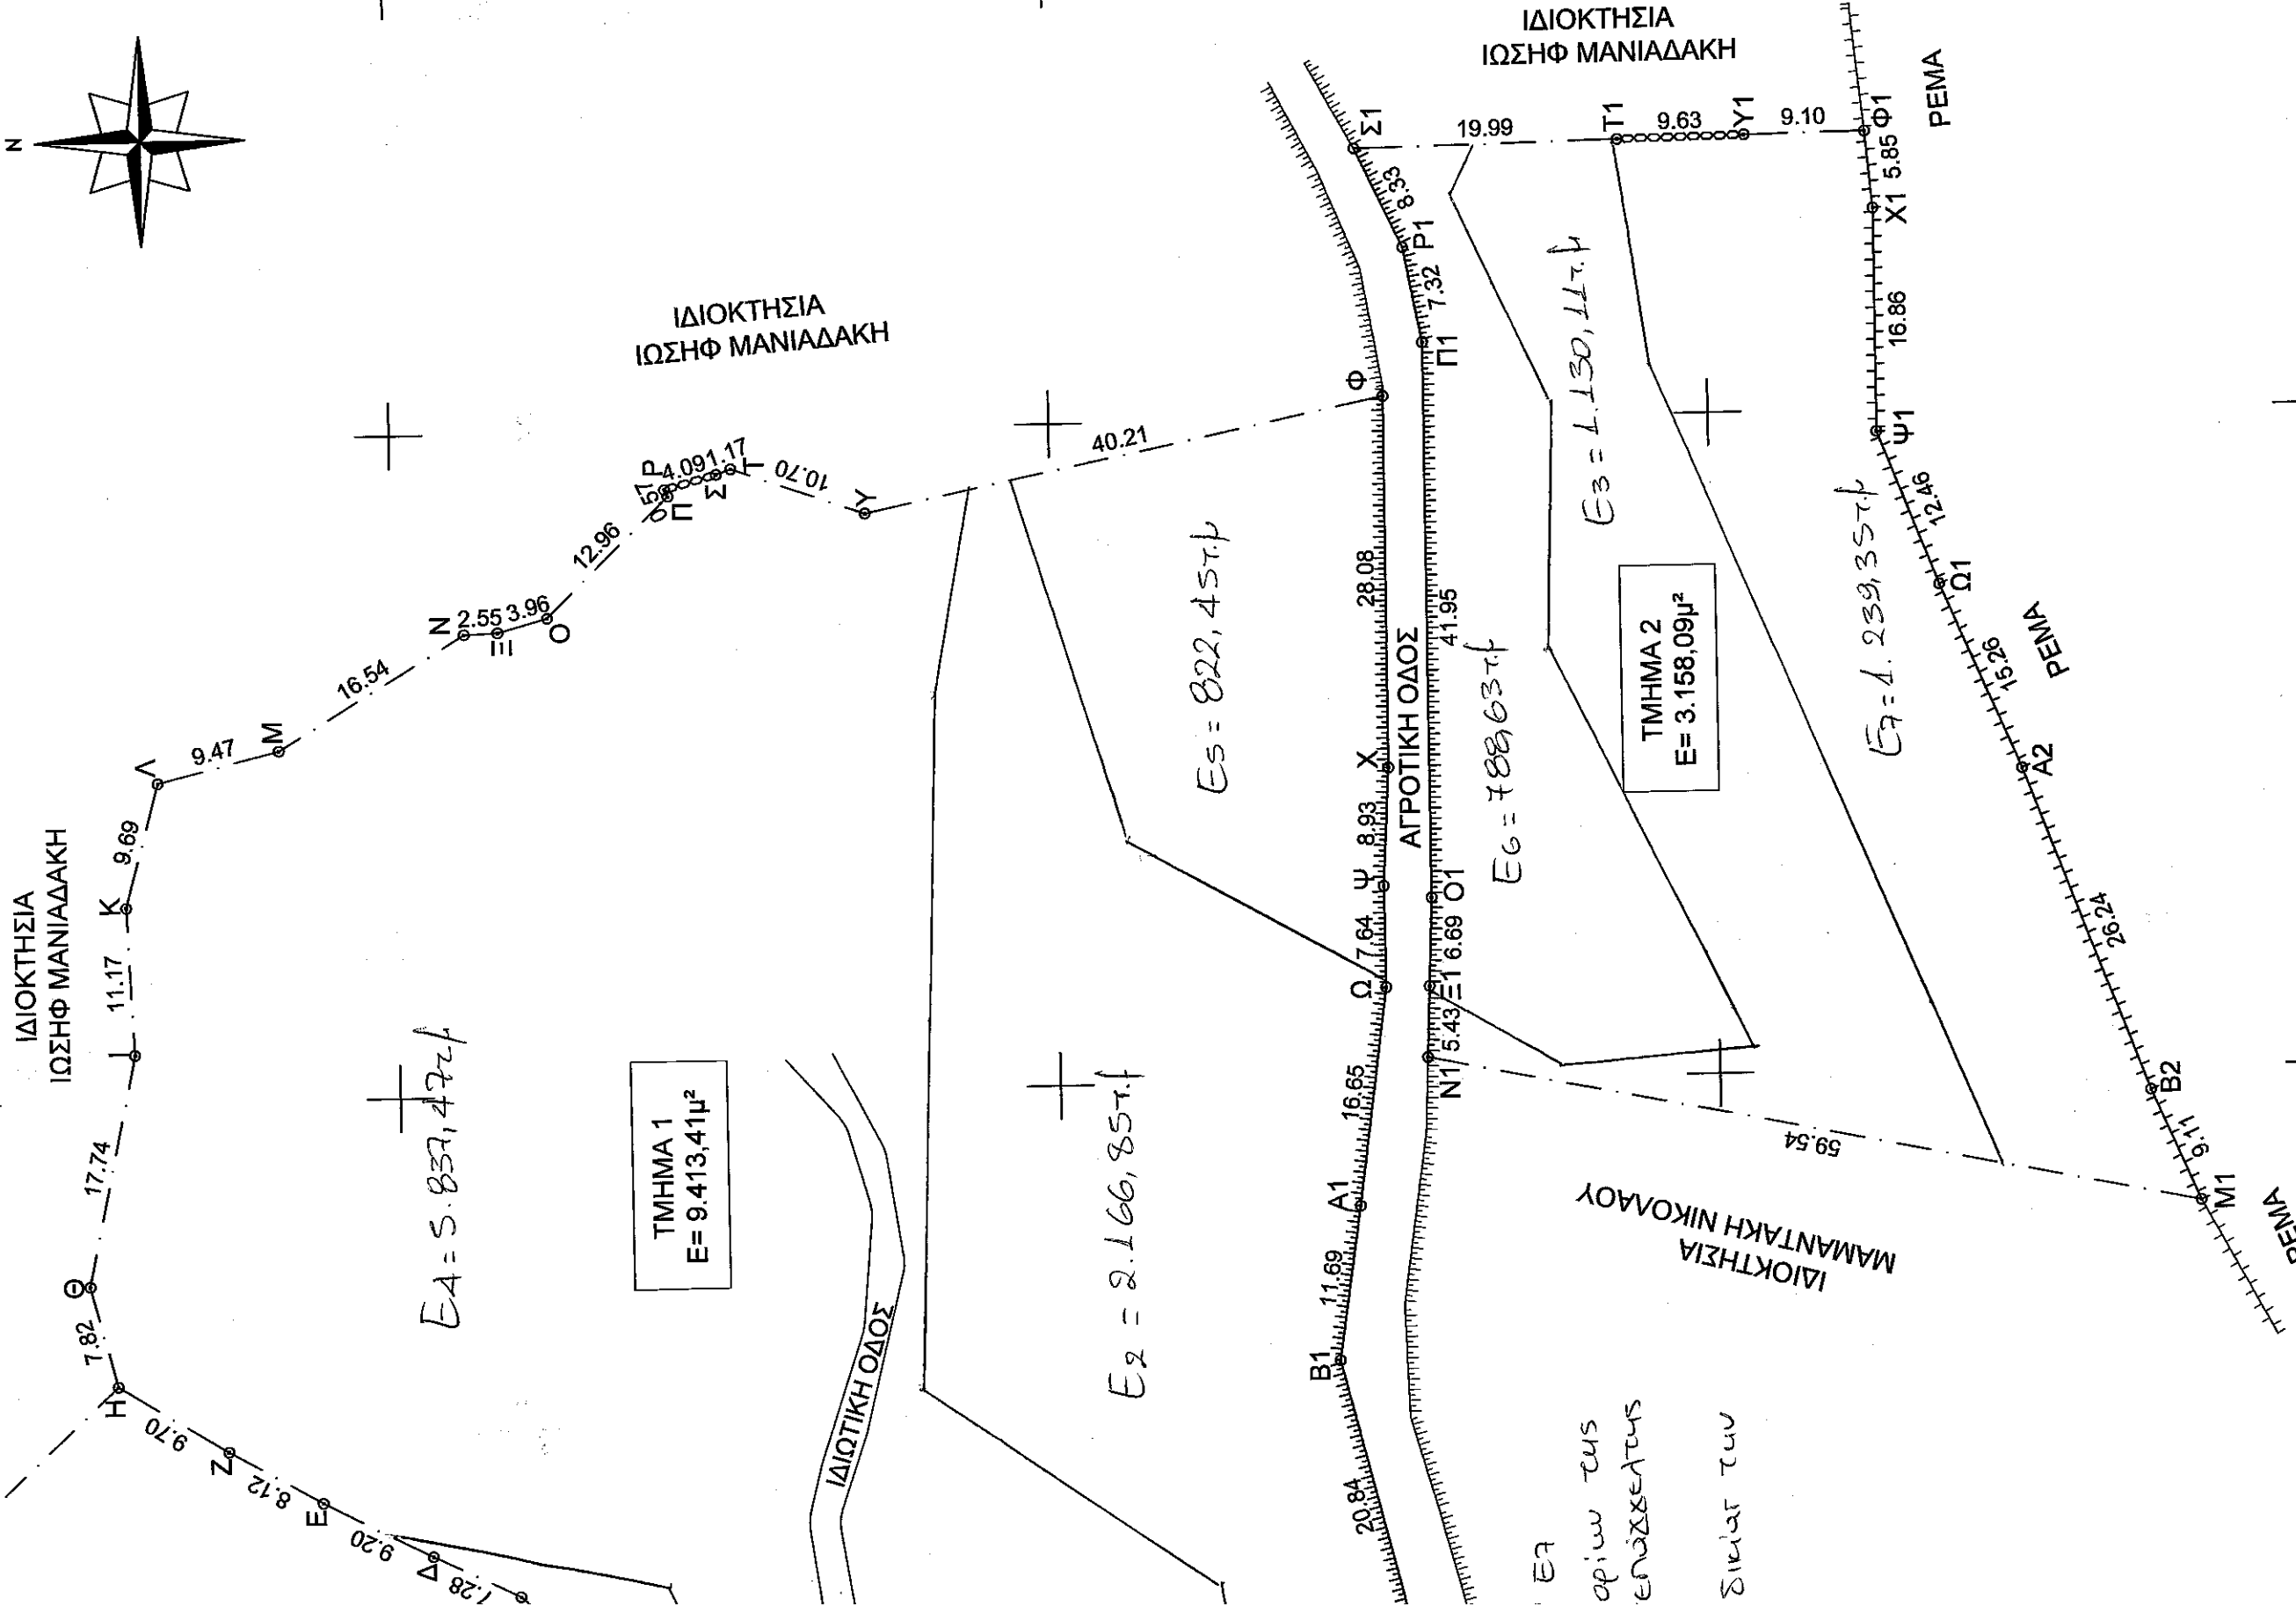 N
ΙΔΙΟΚΤΗΣΙΑ
ΙΩΣΗΦ ΜΑΝΙΑΔΑΚΗ
ΙΔΙΟΚΤΗΣΙΑ
ΙΩΣΗΦ ΜΑΝΙΑΔΑΚΗ
ΙΔΙΟΚΤΗΣΙΑ
ΙΩΣΗΦ ΜΑΝΙΑΔΑΚΗ
Δ
7.28
9.20
Ε
8.12
Ζ
9.70
Η
7.82
Θ
17.74
Ι
11.17
Κ
9.69
Λ
9.47
Μ
16.54
Ν
2.55
Ξ
3.96
Ο
12.96
Π
0.57
Ρ
4.09
Σ
1.17
Τ
10.70
Υ
40.21
Φ
28.08
Χ
8.93
Ψ
7.64
Ω
16.65
Α1
11.69
Β1
20.84
ΤΜΗΜΑ 1
Ε= 9.413,41μ²
Ε1 = 5.837,47τ.μ
Ε2 = 2.166,85τ.μ
Ε5 = 822,45τ.μ
ΙΔΙΩΤΙΚΗ ΟΔΟΣ
ΑΓΡΟΤΙΚΗ ΟΔΟΣ
Σ1
8.33
Ρ1
7.32
Π1
41.95
Ο1
6.69
Ξ1
5.43
Ν1
59.54
Μ1
9.11
Β2
26.24
Α2
15.26
Ω1
12.46
Ψ1
16.86
Χ1
5.85
Φ1
9.10
Υ1
9.63
Τ1
19.99
Ε3 = 1.130,11τ.μ
ΤΜΗΜΑ 2
Ε= 3.158,09μ²
Ε7 = 1.239,35τ.μ
ΙΔΙΟΚΤΗΣΙΑ
ΜΑΜΑΝΤΑΚΗ ΝΙΚΟΛΑΟΥ
ΡΕΜΑ
ΡΕΜΑ
ΡΕΜΑ
Ε7
ορίων της
των